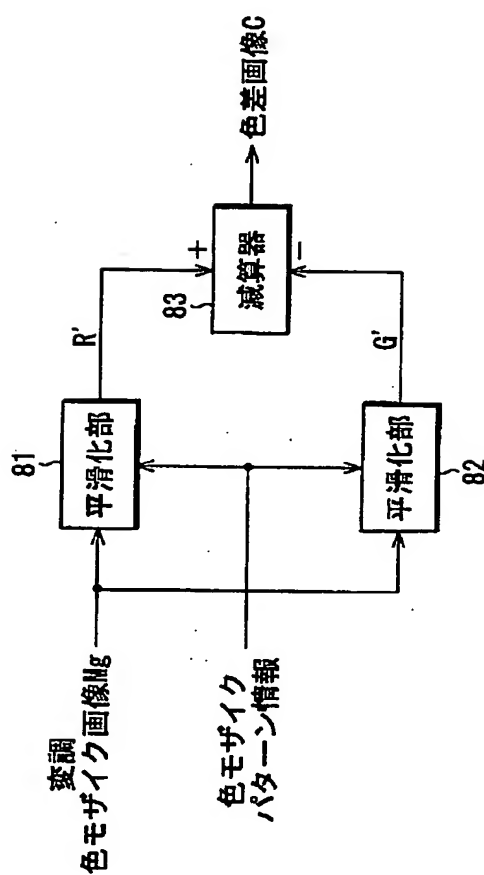 変調
色モザイク画像Mg
色モザイク
パターン情報
81
平滑化部
平滑化部
82
R'
G'
83
+
減算器
-
色差画像C